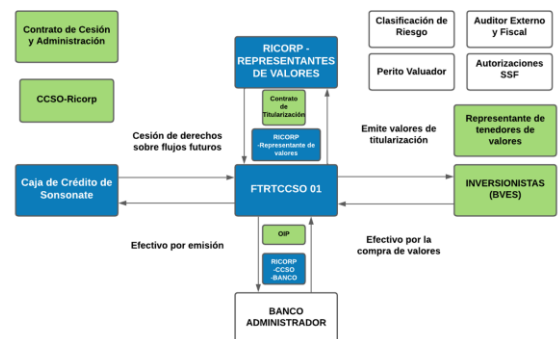 Contrato de Cesión
y Administración
CCSO-Ricorp
RICORP -
REPRESENTANTES
DE VALORES
Clasificación de
Riesgo
Auditor Externo
y Fiscal
Perito Valuador
Autorizaciones
SSF
Contrato
de
Titularización
RICORP
-Representante de
valores
Cesión de derechos
sobre flujos futuros
Emite valores de
titularización
Representante de
tenedores de
valores
Caja de Crédito de
Sonsonate
FTRTCCSO 01
INVERSIONISTAS
(BVES)
Efectivo por emisión
OIP
RICORP
-CCSO
-BANCO
Efectivo por la
compra de valores
BANCO
ADMINISTRADOR